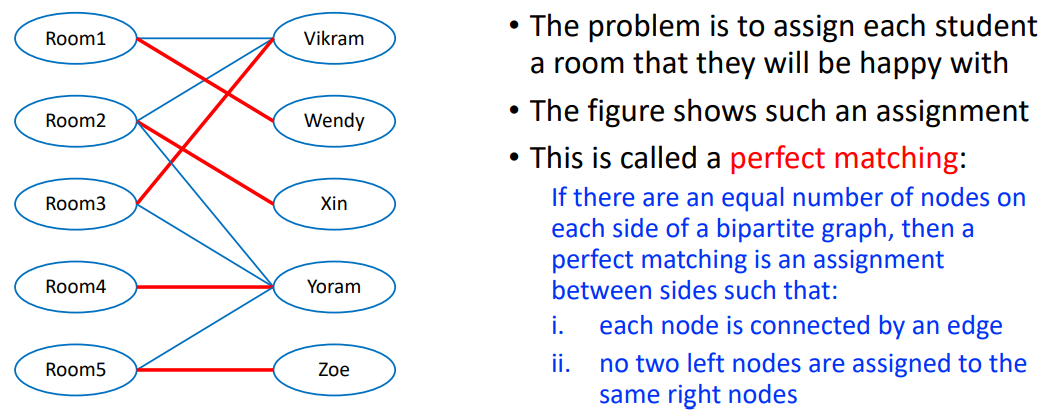 Room1
Vikram
Room2
Wendy
Room3
Xin
Room4
Yoram
Room5
Zoe
• The problem is to assign each student
a room that they will be happy with
• The figure shows such an assignment
• This is called a perfect matching:
If there are an equal number of nodes on
each side of a bipartite graph, then a
perfect matching is an assignment
between sides such that:
i. each node is connected by an edge
ii. no two left nodes are assigned to the
same right nodes